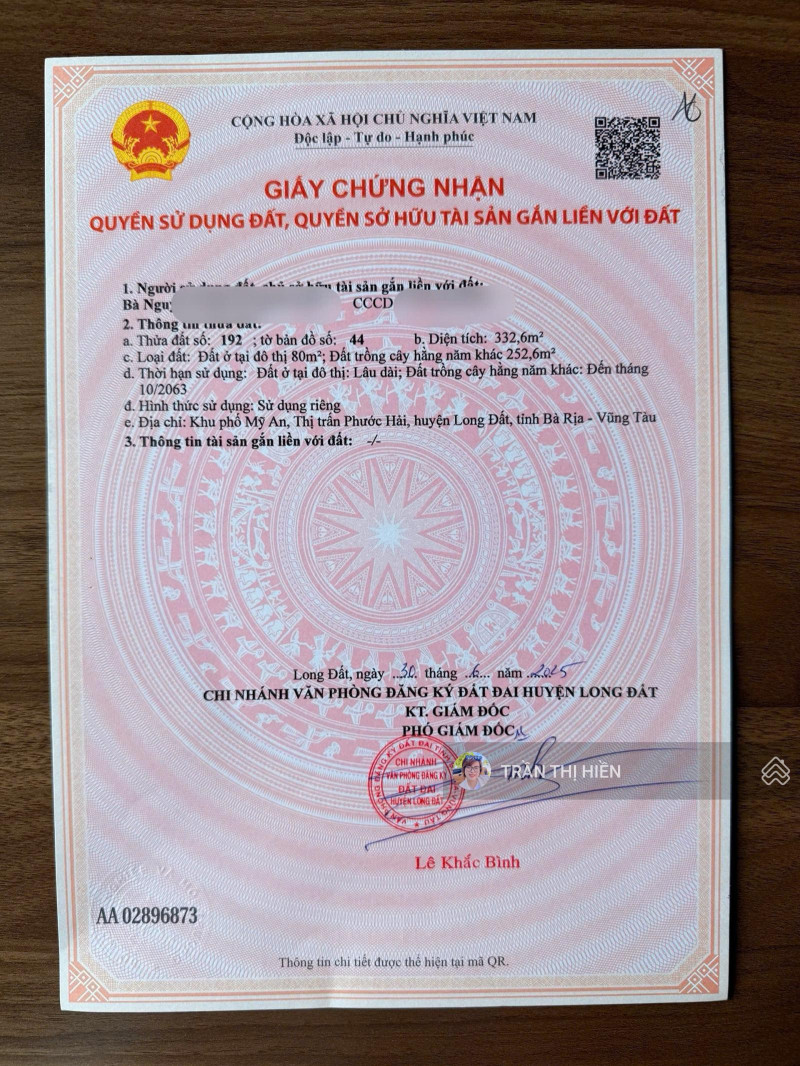 CỘNG HÒA XÃ HỘI CHỦ NGHĨA VIỆT NAM
Độc lập - Tự do - Hạnh phúc
GIẤY CHỨNG NHẬN
QUYỀN SỬ DỤNG ĐẤT, QUYỀN SỞ HỮU TÀI SẢN GẮN LIỀN VỚI ĐẤT
1. Người sử dụng đất, chủ sở hữu tài sản gắn liền với đất:
Bà CCCD
2. Thông tin thửa đất:
a. Thửa đất số: 192 ; tờ bản đồ số: 44 b. Diện tích: 332,6m²
c. Loại đất: Đất ở tại đô thị 80m²; Đất trồng cây hằng năm khác 252,6m²
d. Thời hạn sử dụng: Đất ở tại đô thị: Lâu dài; Đất trồng cây hằng năm khác: Đến tháng
10/2063
đ. Hình thức sử dụng: Sử dụng riêng
e. Địa chỉ: Khu phố Mỹ An, Thị trấn Phước Hải, huyện Long Đất, tỉnh Bà Rịa - Vũng Tàu
3. Thông tin tài sản gắn liền với đất: -/-
Long Đất, ngày ..30.. tháng ..6... năm ..2025
CHI NHÁNH VĂN PHÒNG ĐĂNG KÝ ĐẤT ĐAI HUYỆN LONG ĐẤT
KT. GIÁM ĐỐC
PHÓ GIÁM ĐỐC
CHI NHÁNH
VĂN PHÒNG ĐĂNG KÝ
ĐẤT ĐAI
HUYỆN LONG ĐẤT
TRẦN THỊ HIỀN
Lê Khắc Bình
AA 02896873
Thông tin chi tiết được thể hiện tại mã QR.